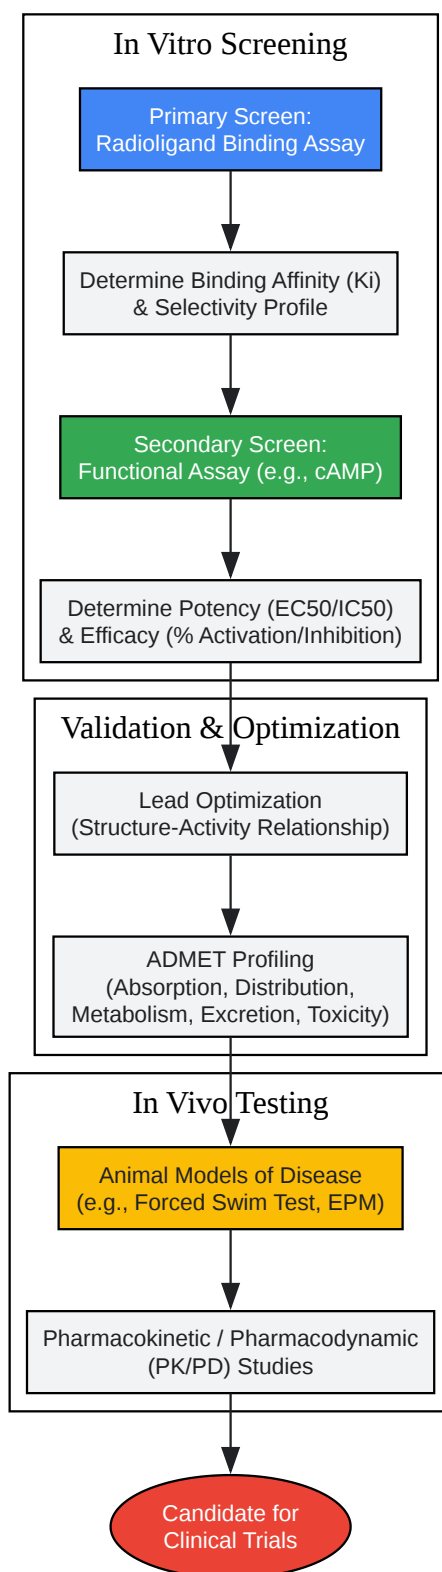 In Vitro Screening
Primary Screen:
Radioligand Binding Assay
Determine Binding Affinity (Ki)
& Selectivity Profile
Secondary Screen:
Functional Assay (e.g., cAMP)
Determine Potency (EC50/IC50)
& Efficacy (% Activation/Inhibition)
Validation & Optimization
Lead Optimization
(Structure-Activity Relationship)
ADMET Profiling
(Absorption, Distribution,
Metabolism, Excretion, Toxicity)
In Vivo Testing
Animal Models of Disease
(e.g., Forced Swim Test, EPM)
Pharmacokinetic / Pharmacodynamic
(PK/PD) Studies
Candidate for
Clinical Trials